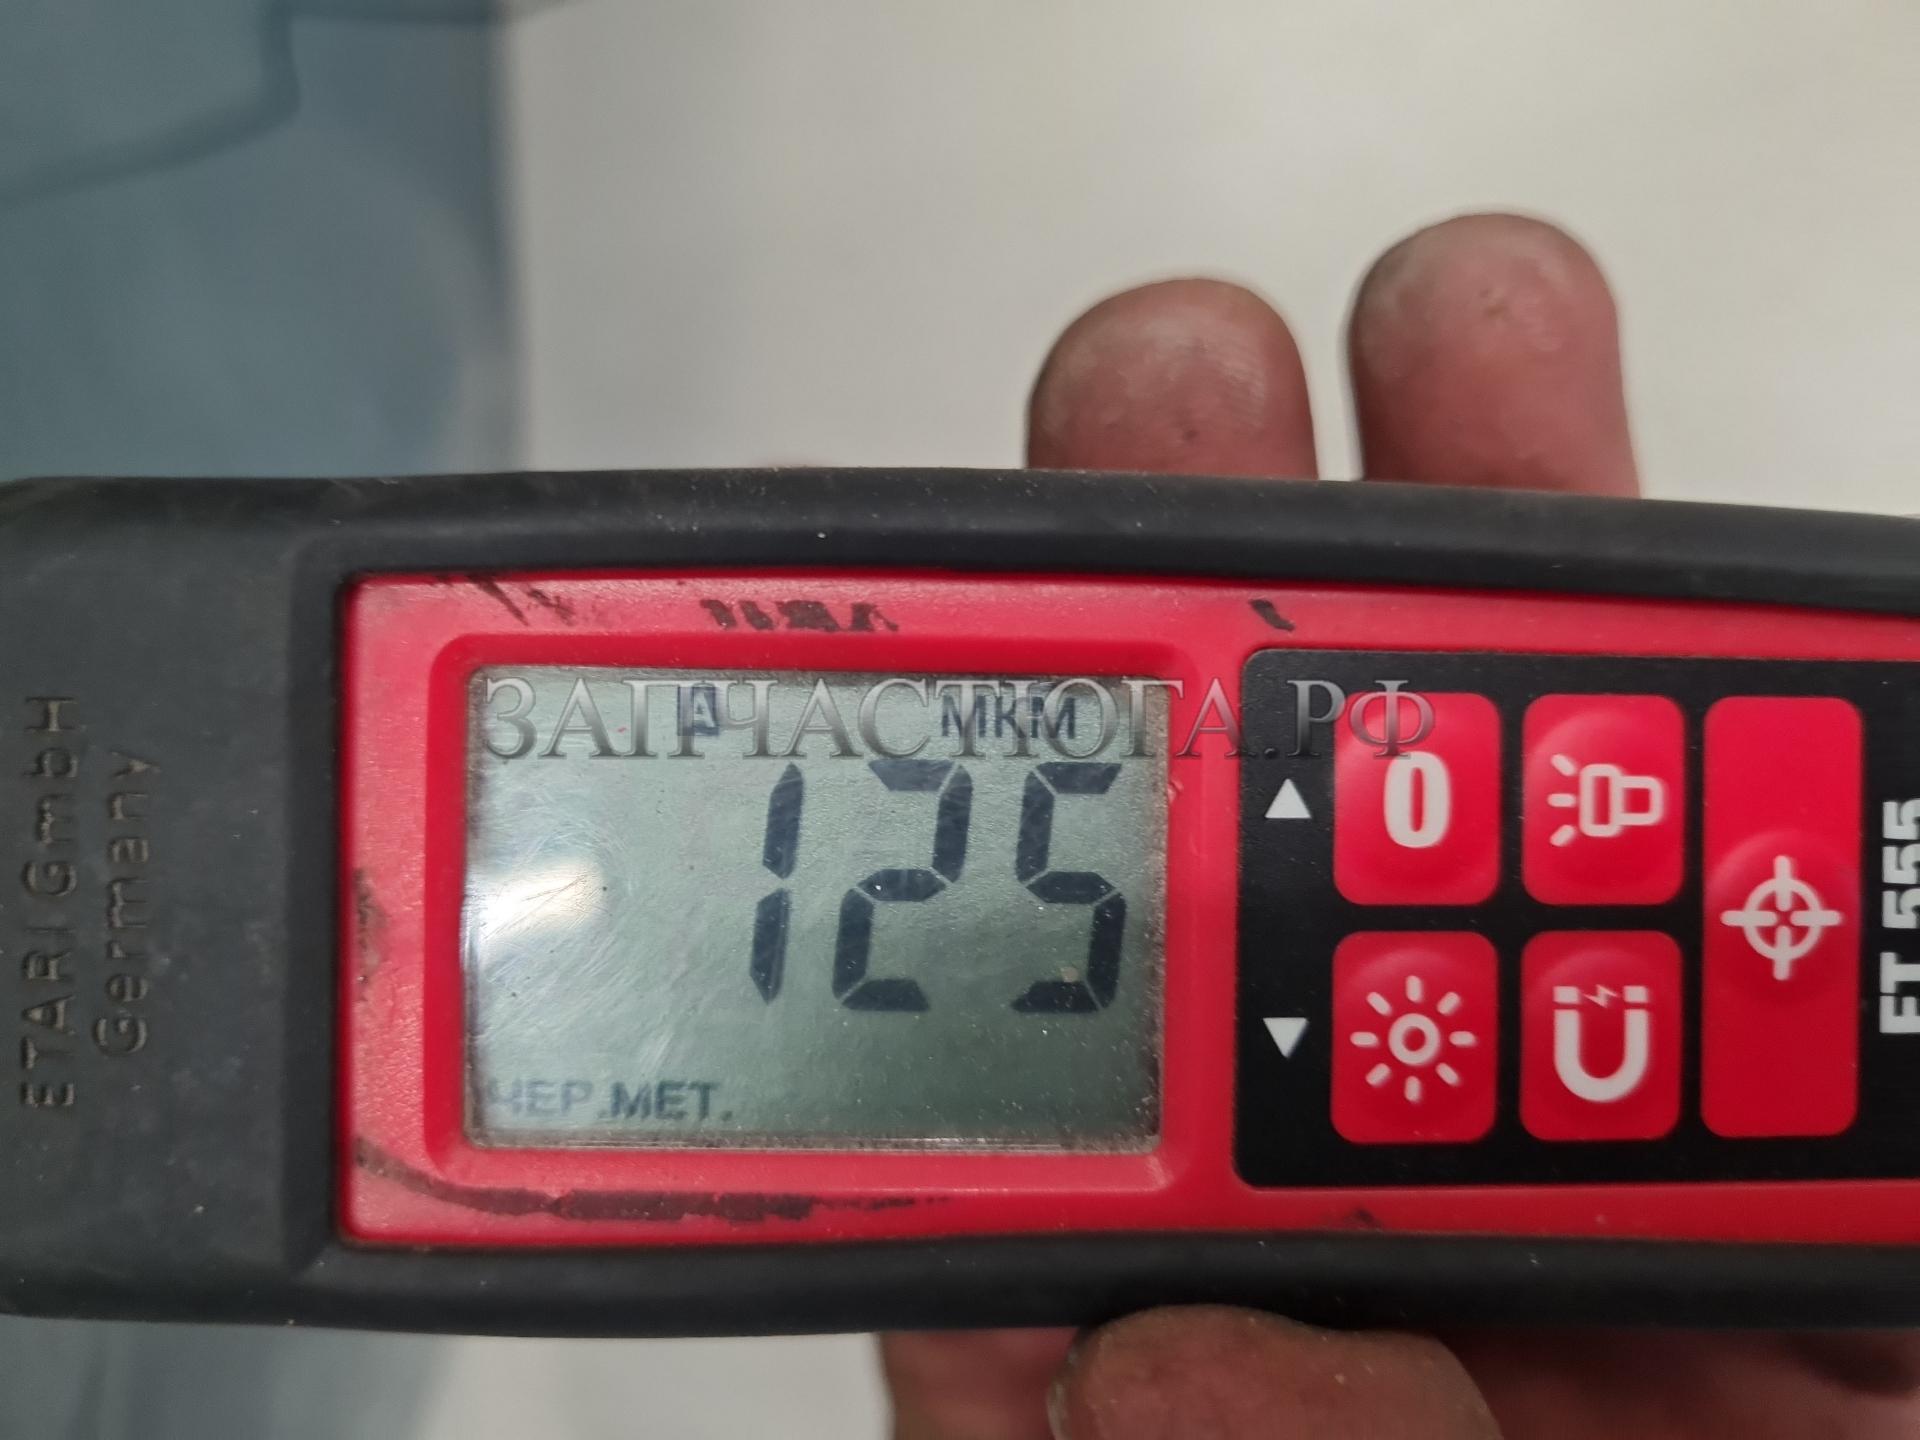 ETARI GmbH
Germany
ЗАПЧАСТЮГА.РФ
A
МКМ
125
ЧЕР.МЕТ.
0
ET 555